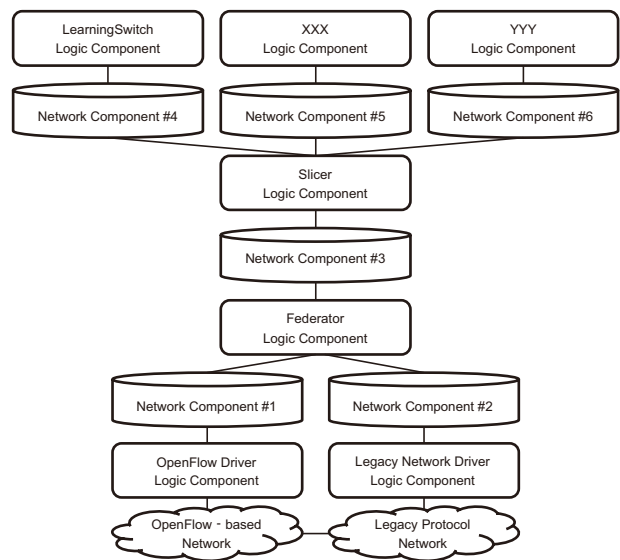 LearningSwitch
Logic Component
XXX
Logic Component
YYY
Logic Component
Network Component #4
Network Component #5
Network Component #6
Slicer
Logic Component
Network Component #3
Federator
Logic Component
Network Component #1
Network Component #2
OpenFlow Driver
Logic Component
Legacy Network Driver
Logic Component
OpenFlow - based
Network
Legacy Protocol
Network